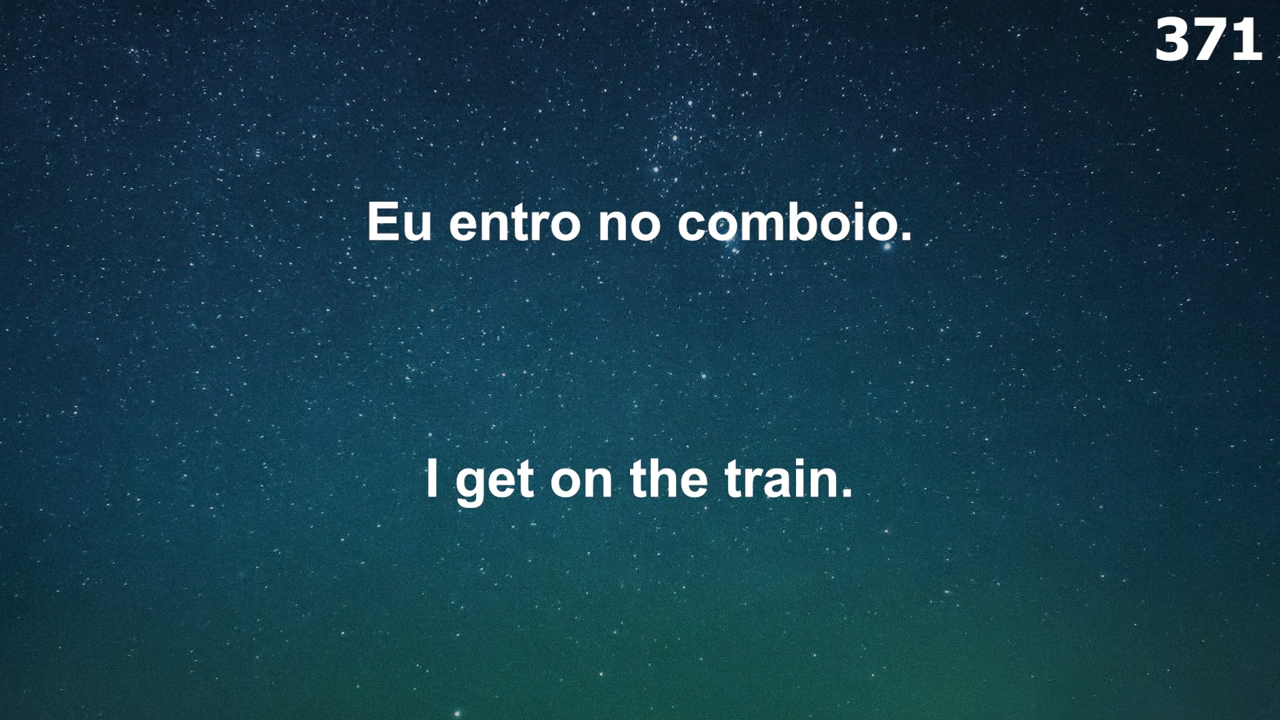 371
Eu entro no comboio.
I get on the train.